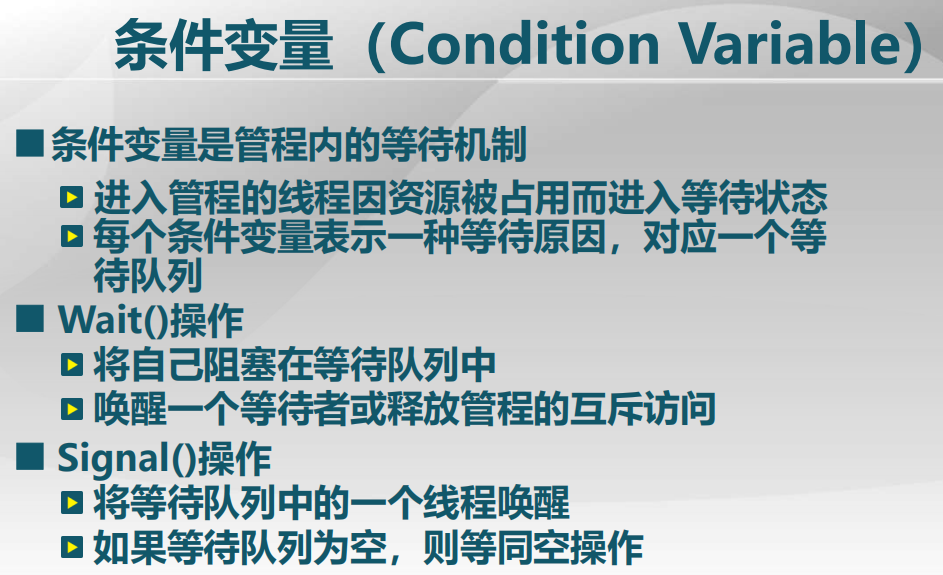 条件变量（Condition Variable）
条件变量是管程内的等待机制
进入管程的线程因资源被占用而进入等待状态
每个条件变量表示一种等待原因，对应一个等
待队列
Wait()操作
将自己阻塞在等待队列中
唤醒一个等待者或释放管程的互斥访问
Signal()操作
将等待队列中的一个线程唤醒
如果等待队列为空，则等同空操作